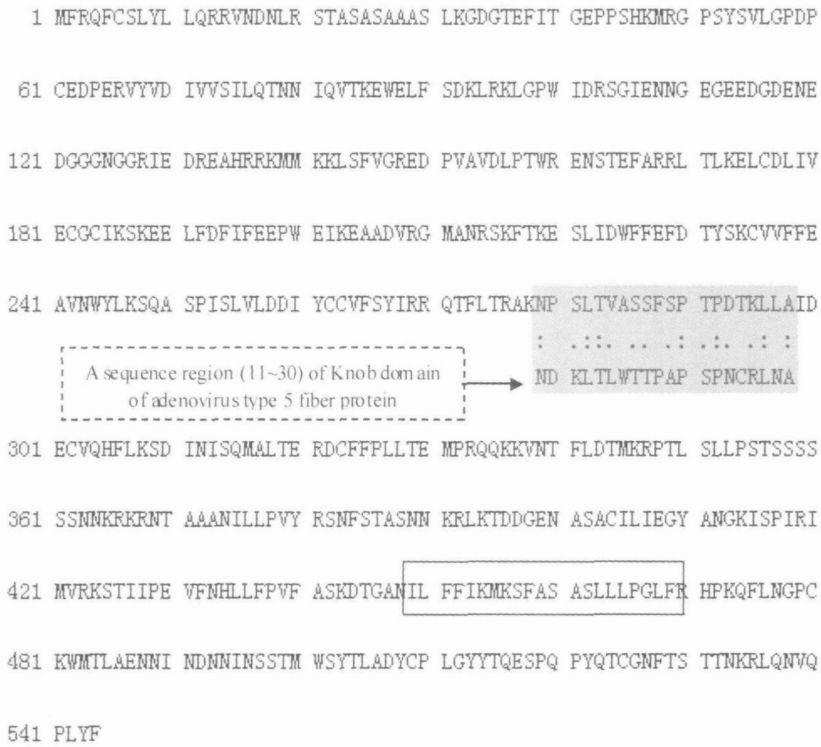 1 MFRQFCSLYL LQRRVNDNLR STASASAAAS LKGDGTEFIT GEPPSHKMRG PSYSVLGPDP
61 CEDPERVYVD IVVSILQTNN IQVTKEWELF SDKLRKLGPW IDRSGIENNG EGEEDGDENE
121 DGGGNGGRIE DREAHRRKMM KKLSFVGRED PVAVDLPTWR ENSTEFARRL TLKELCDLIV
181 ECGCIKSKEE LFDFIFEEPW EIKEAADVRG MANRSKFTKE SLIDWFFEFD TYSKCVVFFE
241 AVNWYLKSQA SPISLVLDDI YCCVFSYIRR QTFLTRAKNP SLTVASSFSP TPDTKLLAID
: .::. .. .: :.. : :
A sequence region (11~30) of Knob domain
of adenovirus type 5 fiber protein
ND KLTLWTTPAP SPNCRLNA
301 ECVQHFLKSD INISQMALTE RDCFFPLLTE MPRQQKKVNT FLDTMKRPTL SLLPSTSSSS
361 SSNNKRKRNT AAANILLPVY RSNFSTASNN KRLKTDDGEN ASACILIEGY ANGKISPIRI
421 MVRKSTIIPE VFNHLLFPVF ASKDTGANIL FFIKMKSFAS ASLLLPGLFR HPKQFLNGPC
481 KWMTLAENNI NDNNINSSTM WSYTLADYCP LGYYTQESPQ PYQTCGNFTS TTNKRLQNVQ
541 PLYF